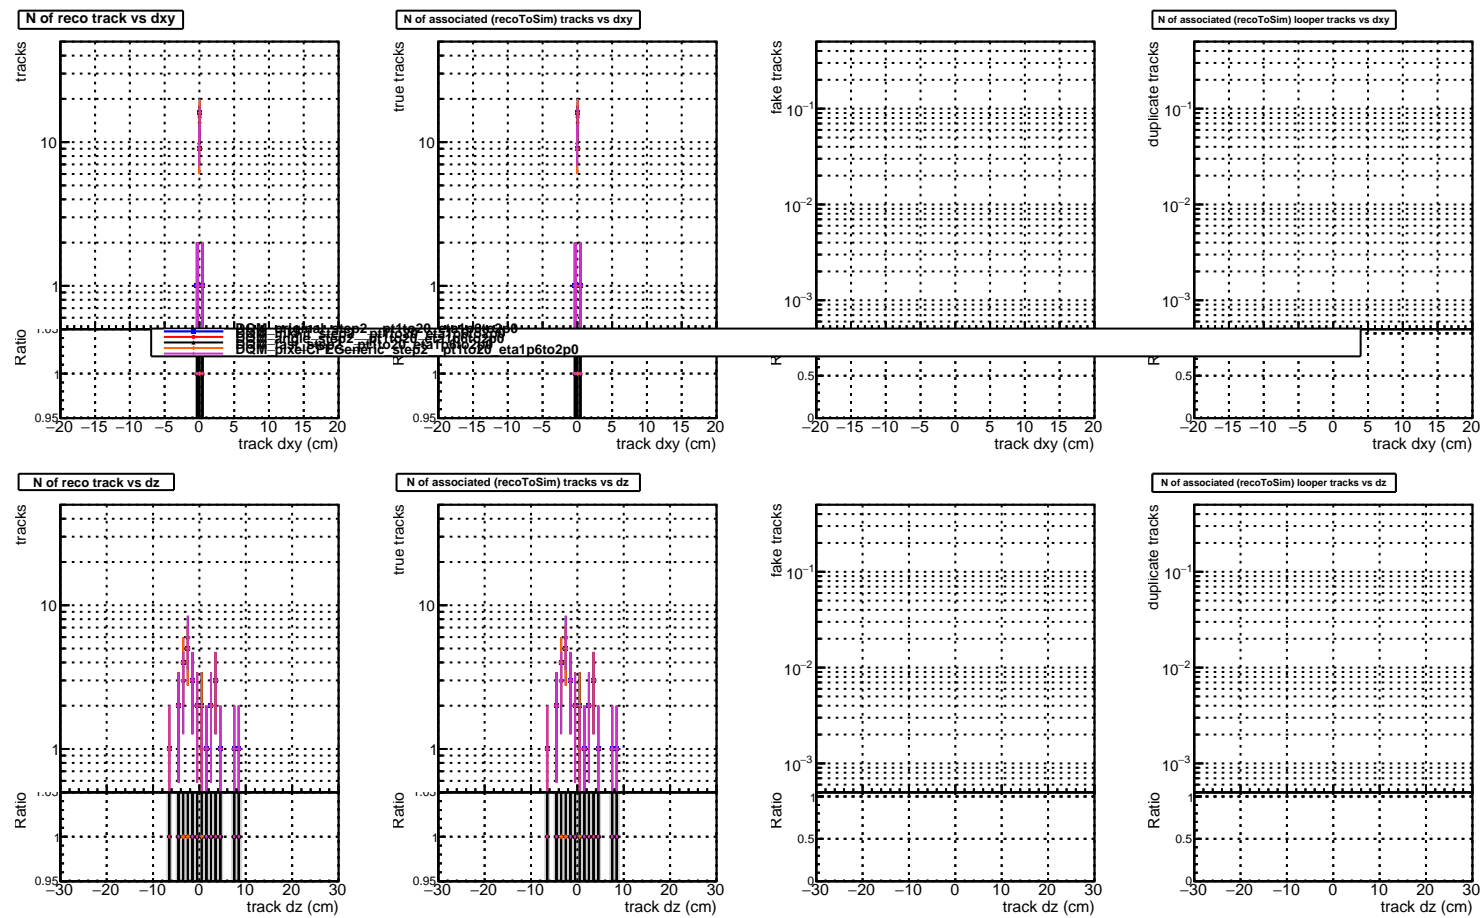 N of reco track vs dxy
tracks
10
1
1.05
Ratio
1
0.95
−20 −15 −10 −5 0 5 10 15 20
track dxy (cm)
N of associated (recoToSim) tracks vs dxy
true tracks
10
1
1
0.95
−20 −15 −10 −5 0 5 10 15 20
track dxy (cm)
fake tracks
10−1
10−2
10−3
0.5
0
−20 −15 −10 −5 0 5 10 15 20
track dxy (cm)
N of associated (recoToSim) looper tracks vs dxy
duplicate tracks
10−1
10−2
10−3
0.5
0
−20 −15 −10 −5 0 5 10 15 20
track dxy (cm)
DQM_pixelCPEGeneric_step2__pt1to20_eta1p6to2p0
N of reco track vs dz
tracks
10
1
1.05
Ratio
1
0.95
−30 −20 −10 0 10 20 30
track dz (cm)
N of associated (recoToSim) tracks vs dz
true tracks
10
1
1.05
Ratio
1
0.95
−30 −20 −10 0 10 20 30
track dz (cm)
fake tracks
10−1
10−2
10−3
Ratio
1
0.5
0
−30 −20 −10 0 10 20 30
track dz (cm)
N of associated (recoToSim) looper tracks vs dz
duplicate tracks
10−1
10−2
10−3
Ratio
1
0.5
0
−30 −20 −10 0 10 20 30
track dz (cm)